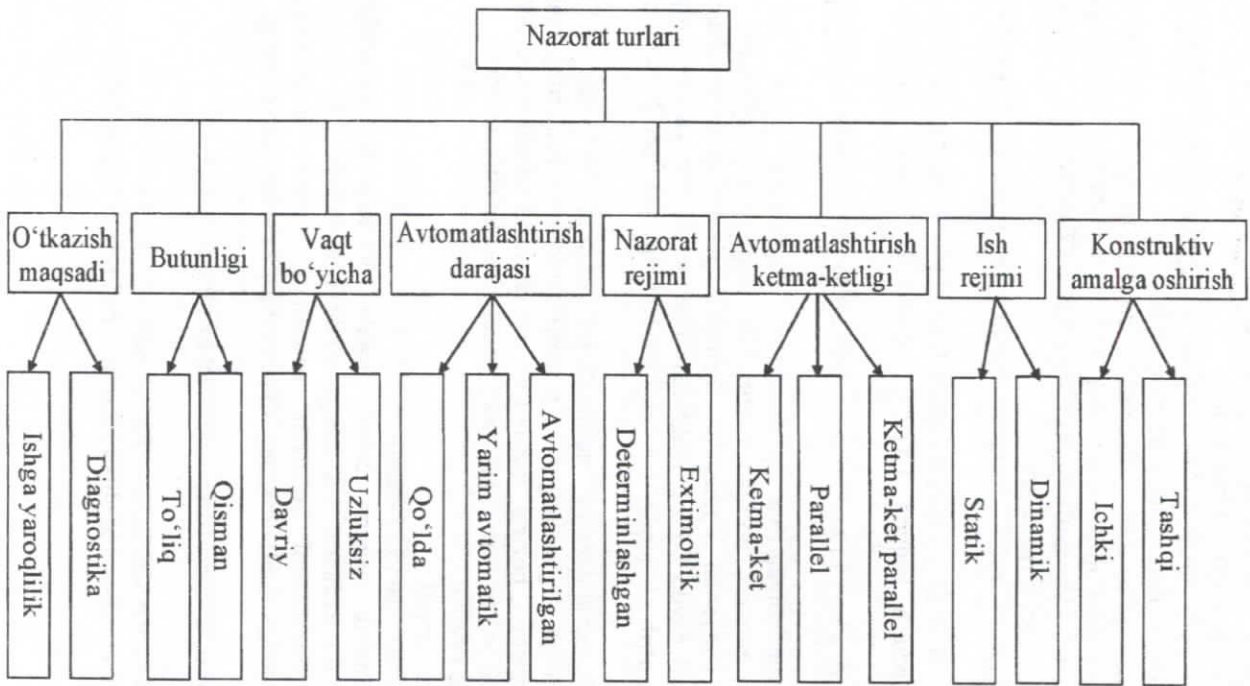 Nazorat turlari
O‘tkazish
maqsadi
Butunligi
Vaqt
bo‘yicha
Avtomatlashtirish
darajasi
Nazorat
rejimi
Avtomatlashtirish
ketma-ketligi
Ish
rejimi
Konstruktiv
amalga oshirish
Ishga yaroqlilik
Diagnostika
To‘liq
Qisman
Davriy
Uzluksiz
Qo‘lda
Yarim avtomatik
Avtomatlashtirilgan
Determinlashgan
Extimollik
Ketma-ket
Parallel
Ketma-ket parallel
Statik
Dinamik
Ichki
Tashqi